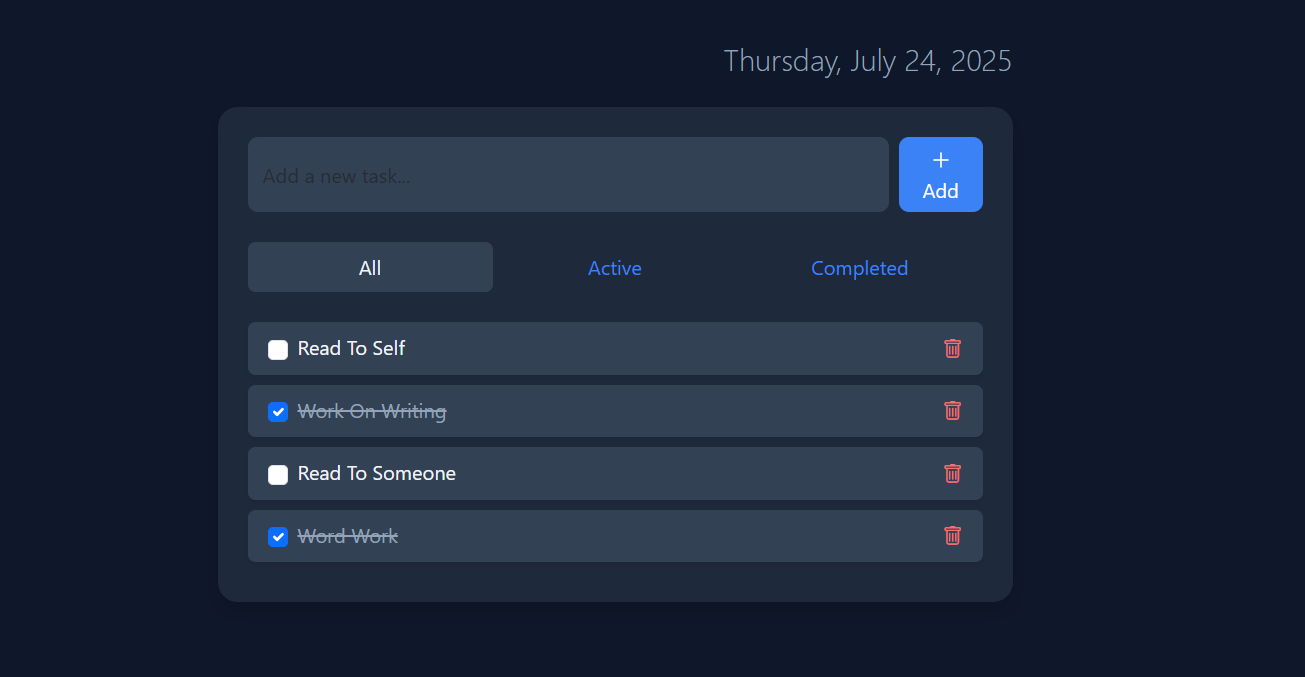 Thursday, July 24, 2025
Add a new task...
+
Add
All Active Completed
Read To Self
Work On Writing
Read To Someone
Word Work